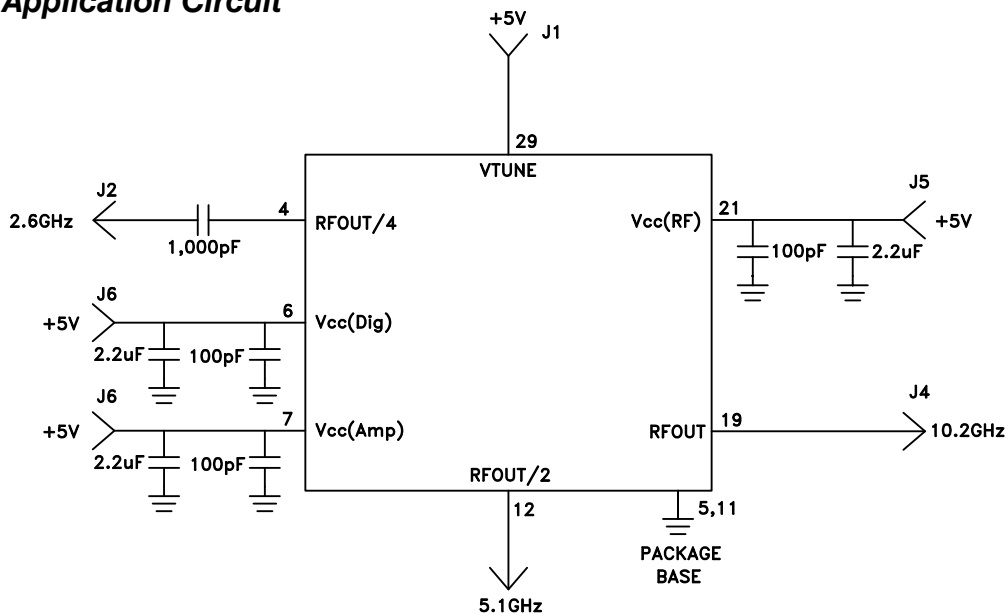 Application Circuit
+5V
J1
29
VTUNE
J2
2.6GHz
1,000pF
4
RFOUT/4
Vcc(RF)
21
J5
+5V
100pF
2.2uF
J6
+5V
6
Vcc(Dig)
2.2uF
100pF
J6
+5V
7
Vcc(Amp)
2.2uF
100pF
J4
RFOUT
19
10.2GHz
RFOUT/2
12
5,11
PACKAGE
BASE
5.1GHz